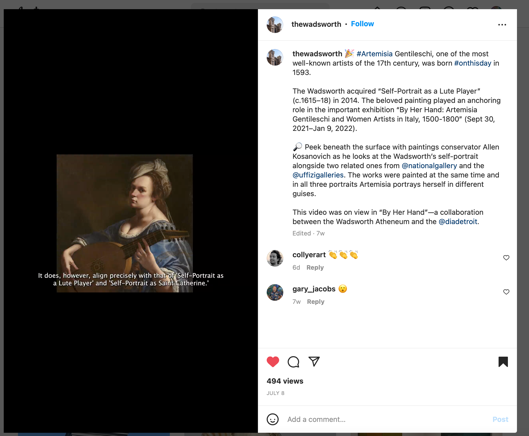 thewadsworth • Follow
thewadsworth 🎉 #Artemisia Gentileschi, one of the most
well-known artists of the 17th century, was born #onthisday in
1593.
The Wadsworth acquired “Self-Portrait as a Lute Player”
(c.1615–18) in 2014. The beloved painting played an anchoring
role in the important exhibition “By Her Hand: Artemisia
Gentileschi and Women Artists in Italy, 1500-1800” (Sept 30,
2021–Jan 9, 2022).
🔎 Peek beneath the surface with paintings conservator Allen
Kosanovich as he looks at the Wadsworth's self-portrait
alongside two related ones from @nationalgallery and the
@uffizigalleries. The works were painted at the same time and
in all three portraits Artemisia portrays herself in different
guises.
This video was on view in “By Her Hand”—a collaboration
between the Wadsworth Atheneum and the @diadetroit.
Edited · 7w
collyerart 👏👏👏
6d Reply
gary_jacobs 😍
7w Reply
It does, however, align precisely with that of 'Self-Portrait as
a Lute Player' and 'Self-Portrait as Saint Catherine.'
494 views
JULY 8
Add a comment...
Post